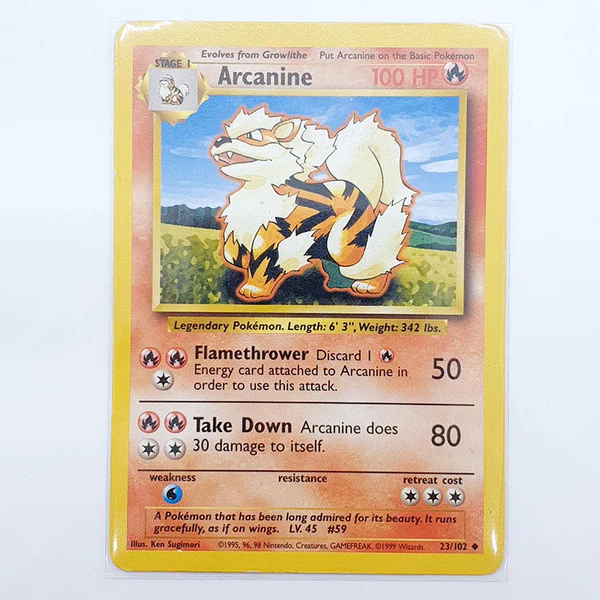 Evolves from Growlithe Put Arcanine on the Basic Pokémon
STAGE 1
Arcanine 100 HP
Legendary Pokémon. Length: 6' 3", Weight: 342 lbs.
Flamethrower Discard 1
Energy card attached to Arcanine in
order to use this attack.
50
Take Down Arcanine does
30 damage to itself.
80
weakness resistance retreat cost
A Pokémon that has been long admired for its beauty. It runs
gracefully, as if on wings. LV. 45 #59
Illus. Ken Sugimori ©1995, 96, 98 Nintendo, Creatures, GAMEFREAK. ©1999 Wizards. 23/102